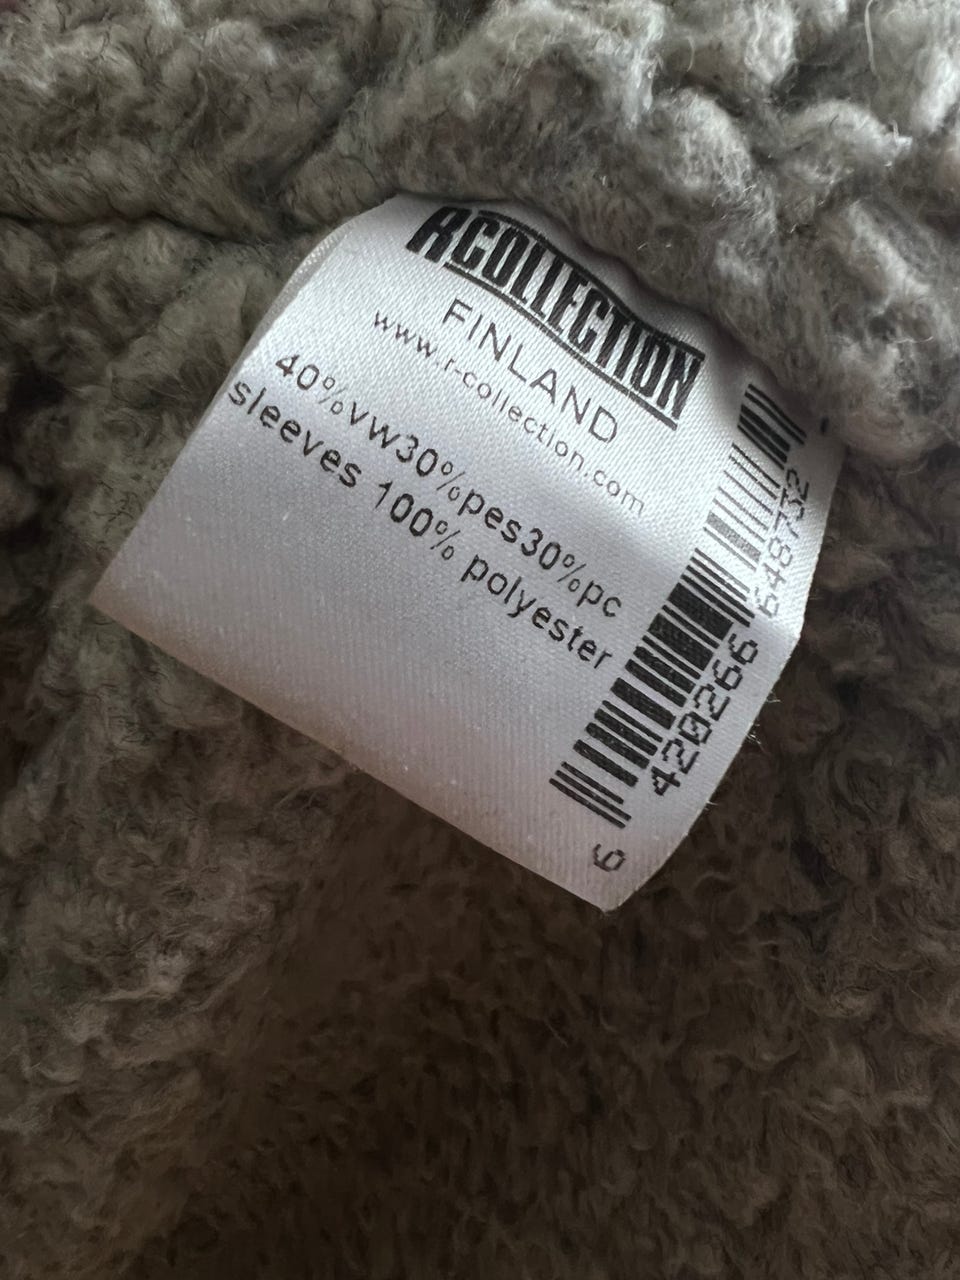 RCOLLECTION
FINLAND
www.r-collection.com
40%vw30%pes30%pc
sleeves 100% polyester
6 420266 648732